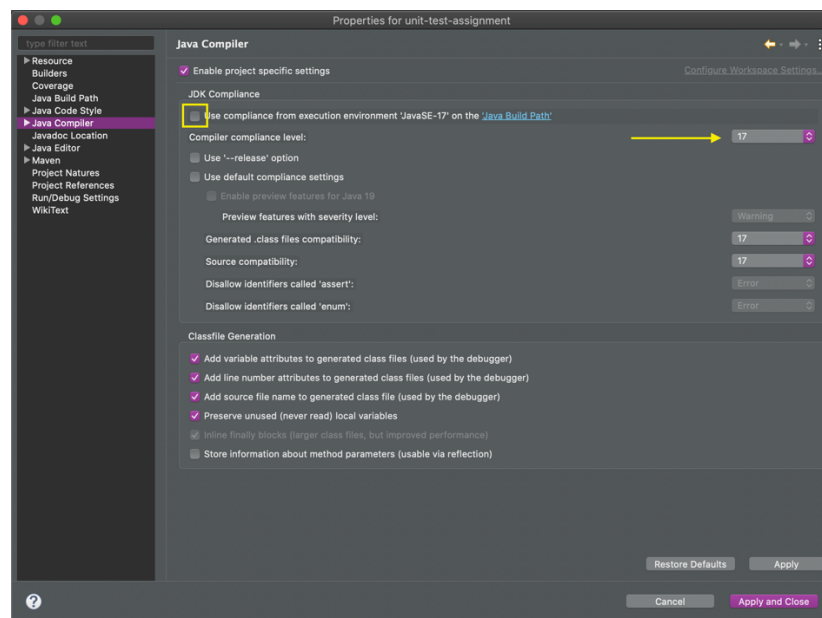 Properties for unit-test-assignment
type filter text
Resource
Builders
Coverage
Java Build Path
Java Code Style
Java Compiler
Javadoc Location
Java Editor
Maven
Project Natures
Project References
Run/Debug Settings
WikiText
Java Compiler
Enable project specific settings
Configure Workspace Settings...
JDK Compliance
Use compliance from execution environment 'JavaSE-17' on the 'Java Build Path'
Compiler compliance level:
17
Use '--release' option
Use default compliance settings
Enable preview features for Java 19
Preview features with severity level:
Warning
Generated .class files compatibility:
17
Source compatibility:
17
Disallow identifiers called 'assert':
Error
Disallow identifiers called 'enum':
Error
Classfile Generation
Add variable attributes to generated class files (used by the debugger)
Add line number attributes to generated class files (used by the debugger)
Add source file name to generated class file (used by the debugger)
Preserve unused (never read) local variables
Inline finally blocks (larger class files, but improved performance)
Store information about method parameters (usable via reflection)
Restore Defaults
Apply
?
Cancel
Apply and Close